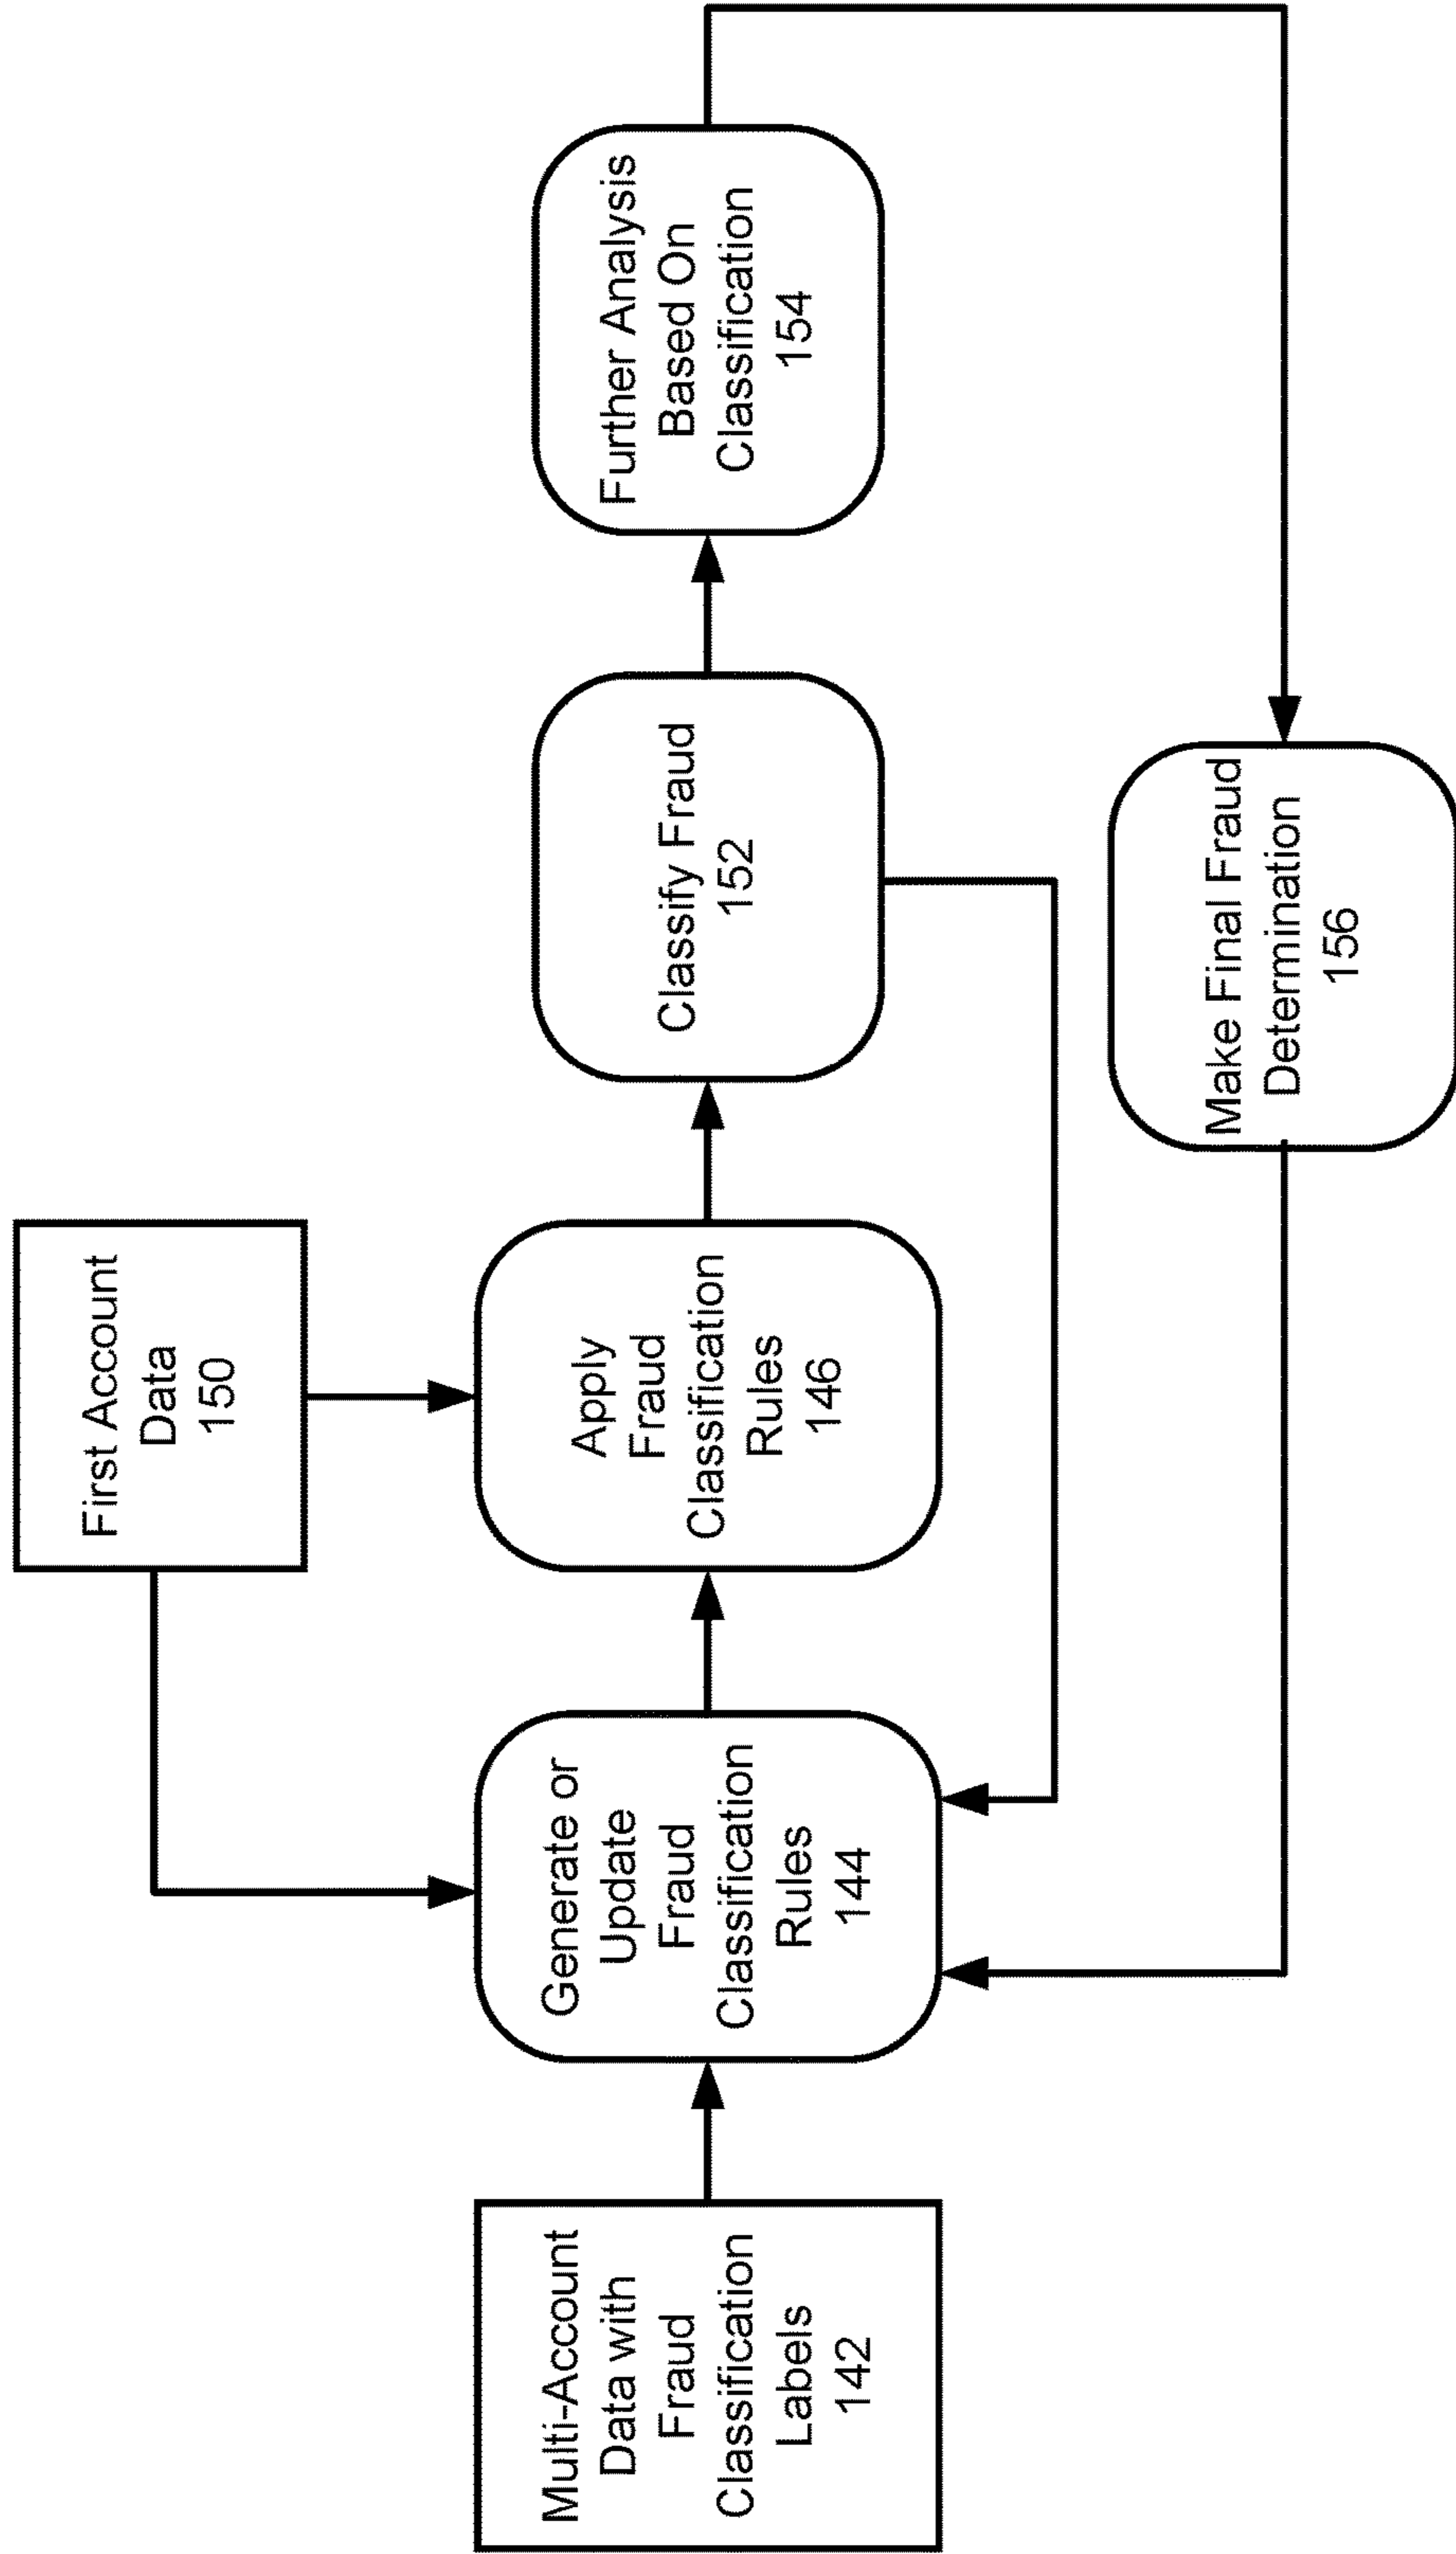 First Account
Data
150
Multi-Account
Data with
Fraud
Classification
Labels
142
Generate or
Update
Fraud
Classification
Rules
144
Apply
Fraud
Classification
Rules
146
Classify Fraud
152
Further Analysis
Based On
Classification
154
Make Final Fraud
Determination
156